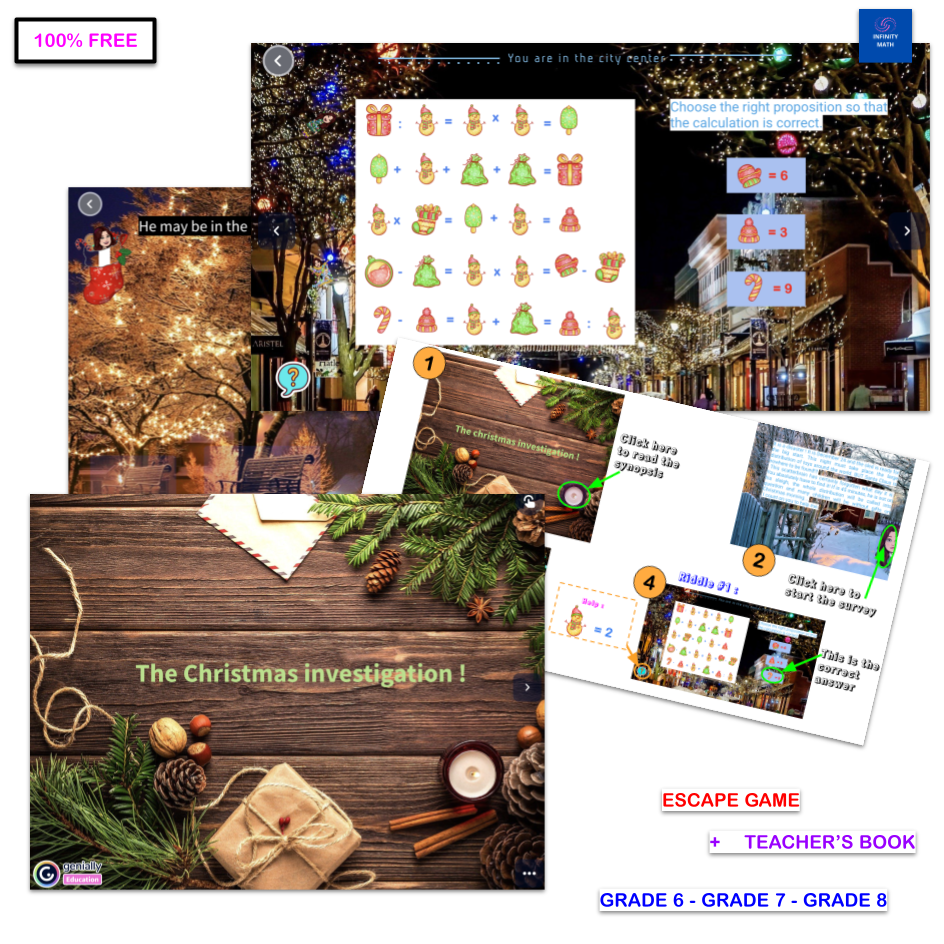 100% FREE
INFINITY
MATH
You are in the city center
: = x =
+ + + =
x = + =
- = x = -
- = + = :
Choose the right proposition so that
the calculation is correct.
= 6
= 3
= 9
He may be in the
ARISTEL
MAC
?
1
The christmas investigation !
Click here
to read the
synopsis
2
Click here to
start the survey
4
Riddle #1 :
Help :
= 2
This is the
correct
answer
The Christmas investigation !
genially
Education
ESCAPE GAME
+ TEACHER'S BOOK
GRADE 6 - GRADE 7 - GRADE 8